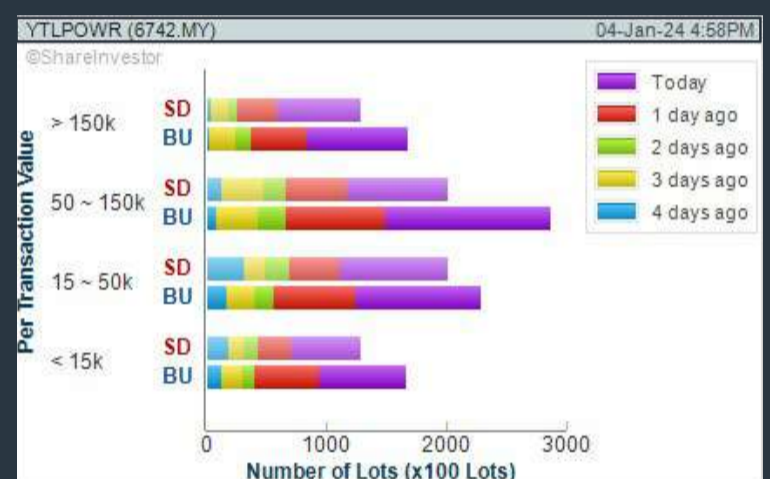 YTLPOWR (6742.MY) 04-Jan-24 4:58PM
©ShareInvestor
Today
1 day ago
2 days ago
3 days ago
4 days ago
Per Transaction Value
> 150k
SD
BU
50 ~ 150k
SD
BU
15 ~ 50k
SD
BU
< 15k
SD
BU
0 1000 2000 3000
Number of Lots (x100 Lots)